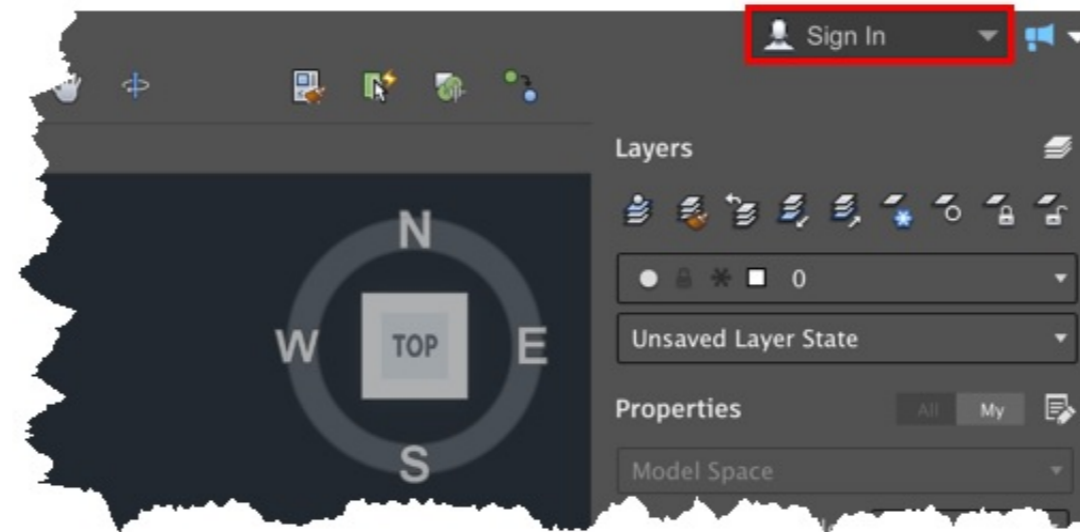 Sign In
Layers
N
0
W TOP E
Unsaved Layer State
Properties All My
S
Model Space